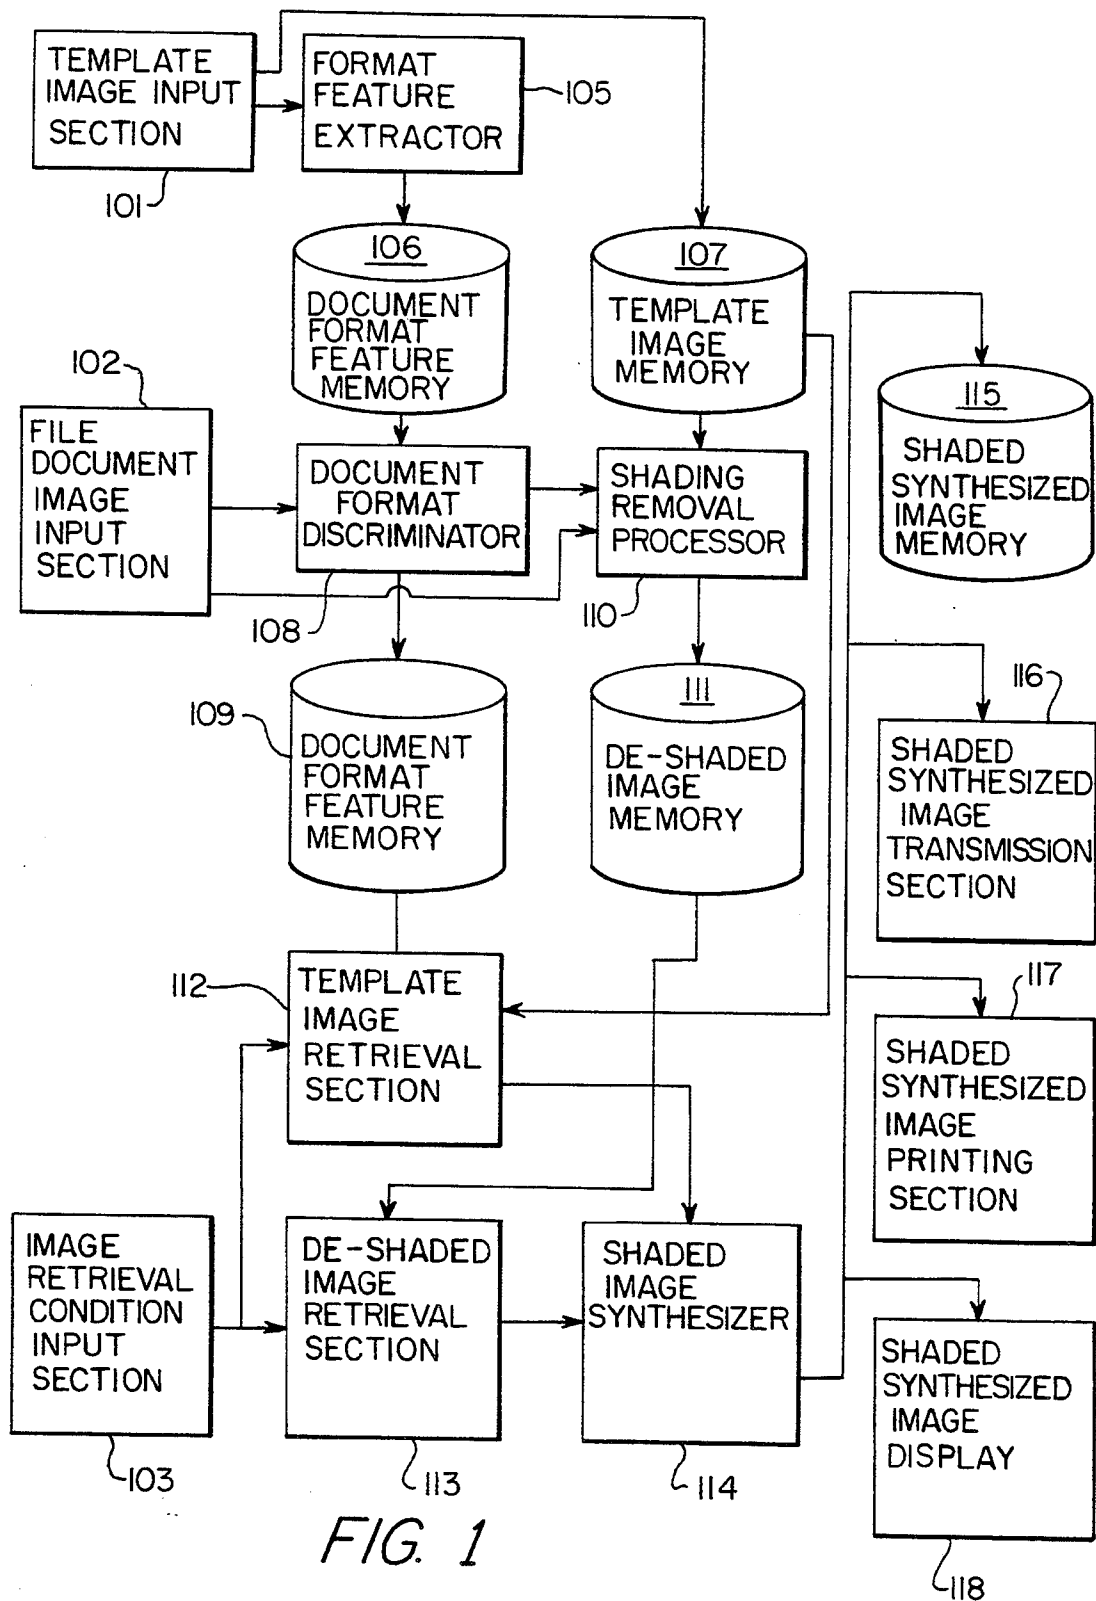 TEMPLATE
IMAGE INPUT
SECTION
101
FORMAT
FEATURE
EXTRACTOR
105
106
DOCUMENT
FORMAT
FEATURE
MEMORY
107
TEMPLATE
IMAGE
MEMORY
102
FILE
DOCUMENT
IMAGE
INPUT
SECTION
DOCUMENT
FORMAT
DISCRIMINATOR
108
SHADING
REMOVAL
PROCESSOR
110
115
SHADED
SYNTHESIZED
IMAGE
MEMORY
109
DOCUMENT
FORMAT
FEATURE
MEMORY
111
DE-SHADED
IMAGE
MEMORY
116
SHADED
SYNTHESIZED
IMAGE
TRANSMISSION
SECTION
112
TEMPLATE
IMAGE
RETRIEVAL
SECTION
117
SHADED
SYNTHESIZED
IMAGE
PRINTING
SECTION
IMAGE
RETRIEVAL
CONDITION
INPUT
SECTION
103
DE-SHADED
IMAGE
RETRIEVAL
SECTION
113
SHADED
IMAGE
SYNTHESIZER
114
SHADED
SYNTHESIZED
IMAGE
DISPLAY
118
FIG. 1